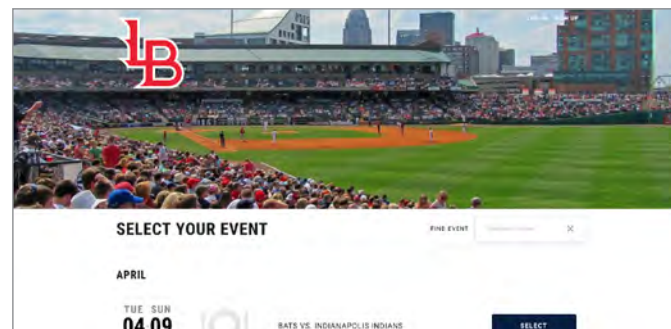 LB
SELECT YOUR EVENT
FIND EVENT
APRIL
TUE SUN
04 09
BATS VS. INDIANAPOLIS INDIANS
SELECT